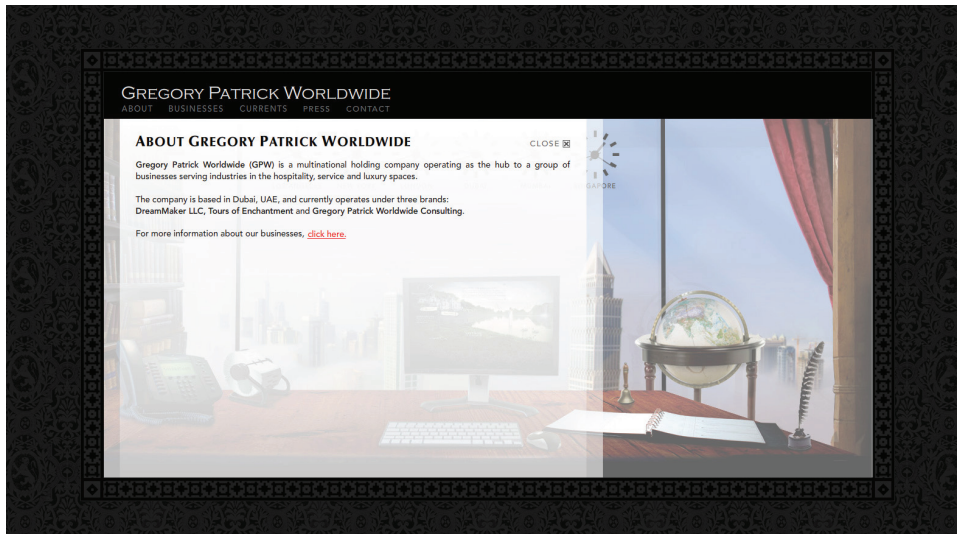 GREGORY PATRICK WORLDWIDE
ABOUT BUSINESSES CURRENTS PRESS CONTACT
ABOUT GREGORY PATRICK WORLDWIDE
CLOSE
Gregory Patrick Worldwide (GPW) is a multinational holding company operating as the hub to a group of
businesses serving industries in the hospitality, service and luxury spaces.
The company is based in Dubai, UAE, and currently operates under three brands:
DreamMaker LLC, Tours of Enchantment and Gregory Patrick Worldwide Consulting.
For more information about our businesses, click here.
GAPORE